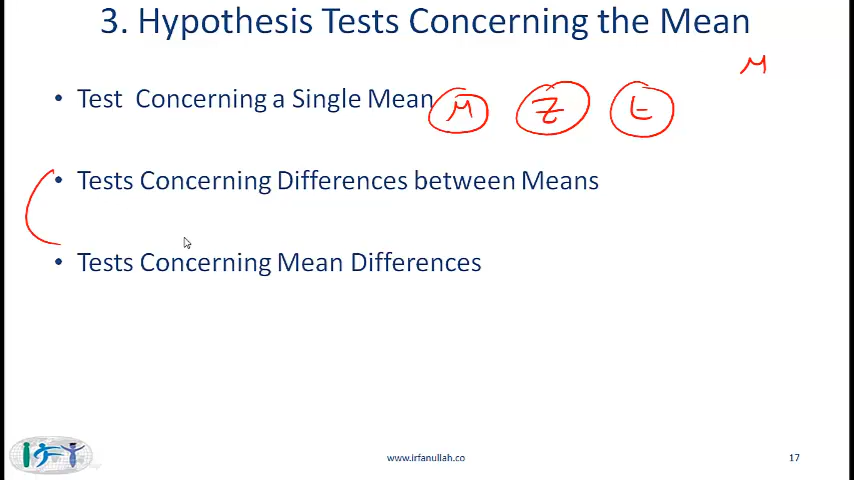 3. Hypothesis Tests Concerning the Mean
μ
• Test Concerning a Single Mean μ Z t
• Tests Concerning Differences between Means
• Tests Concerning Mean Differences
IFT
www.irfanullah.co
17